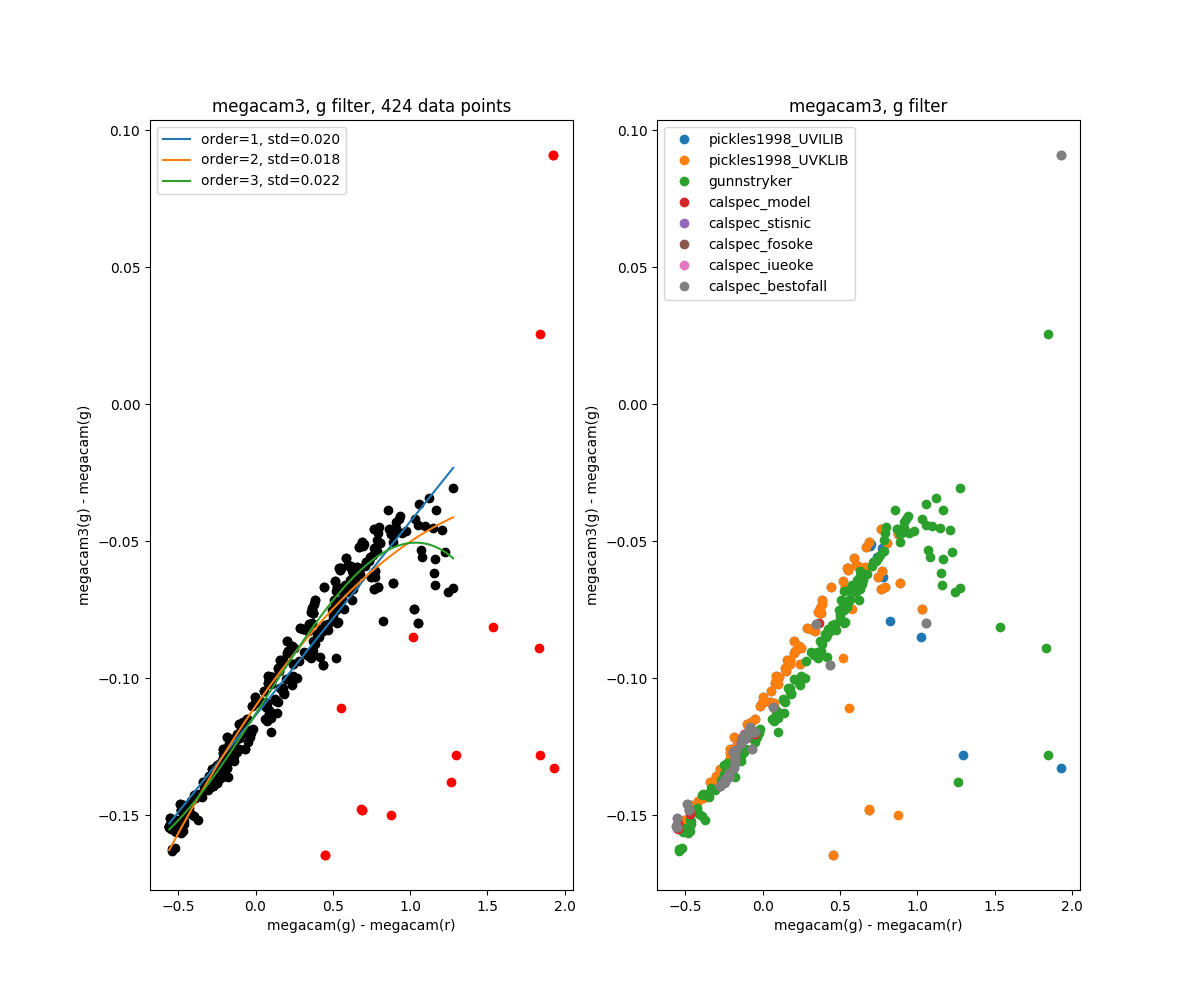 megacam3, g filter, 424 data points
order=1, std=0.020
order=2, std=0.018
order=3, std=0.022
0.10
0.05
0.00
−0.05
−0.10
−0.15
megacam3(g) - megacam(g)
−0.5 0.0 0.5 1.0 1.5 2.0
megacam(g) - megacam(r)
megacam3, g filter
pickles1998_UVILIB
pickles1998_UVKLIB
gunnstryker
calspec_model
calspec_stisnic
calspec_fosoke
calspec_iueoke
calspec_bestofall
0.10
0.05
0.00
−0.05
−0.10
−0.15
megacam3(g) - megacam(g)
−0.5 0.0 0.5 1.0 1.5 2.0
megacam(g) - megacam(r)